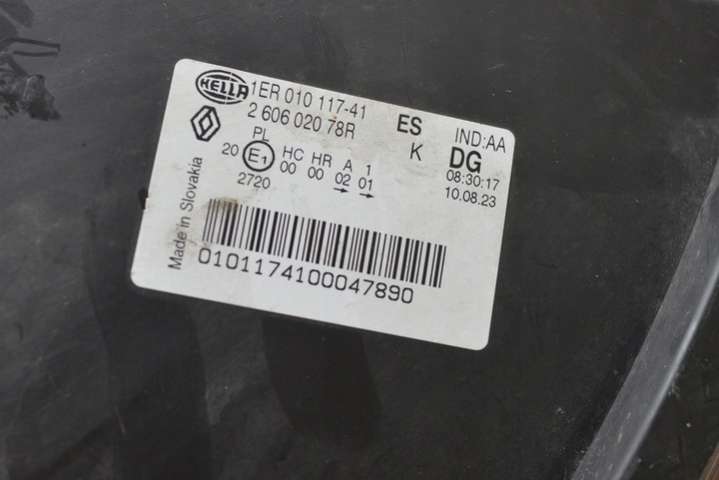 HELLA 1ER 010 117-41
2 606 020 78R
ES IND:AA
K DG
08:30:17
10.08.23
PL
20 E1 HC HR A 1
00 00 02 01
2720
Made in Slovakia
0101174100047890